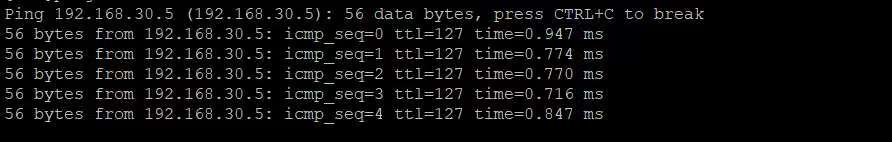 Ping 192.168.30.5 (192.168.30.5): 56 data bytes, press CTRL+C to break
56 bytes from 192.168.30.5: icmp_seq=0 ttl=127 time=0.947 ms
56 bytes from 192.168.30.5: icmp_seq=1 ttl=127 time=0.774 ms
56 bytes from 192.168.30.5: icmp_seq=2 ttl=127 time=0.770 ms
56 bytes from 192.168.30.5: icmp_seq=3 ttl=127 time=0.716 ms
56 bytes from 192.168.30.5: icmp_seq=4 ttl=127 time=0.847 ms